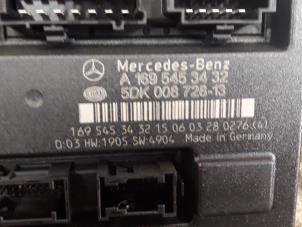 Mercedes-Benz
A 169 545 34 32
5DK 008 728-13
169 545 34 32 15 06 03 28 0276 (4)
D:03 HW:1905 SW:4904 Made in Germany